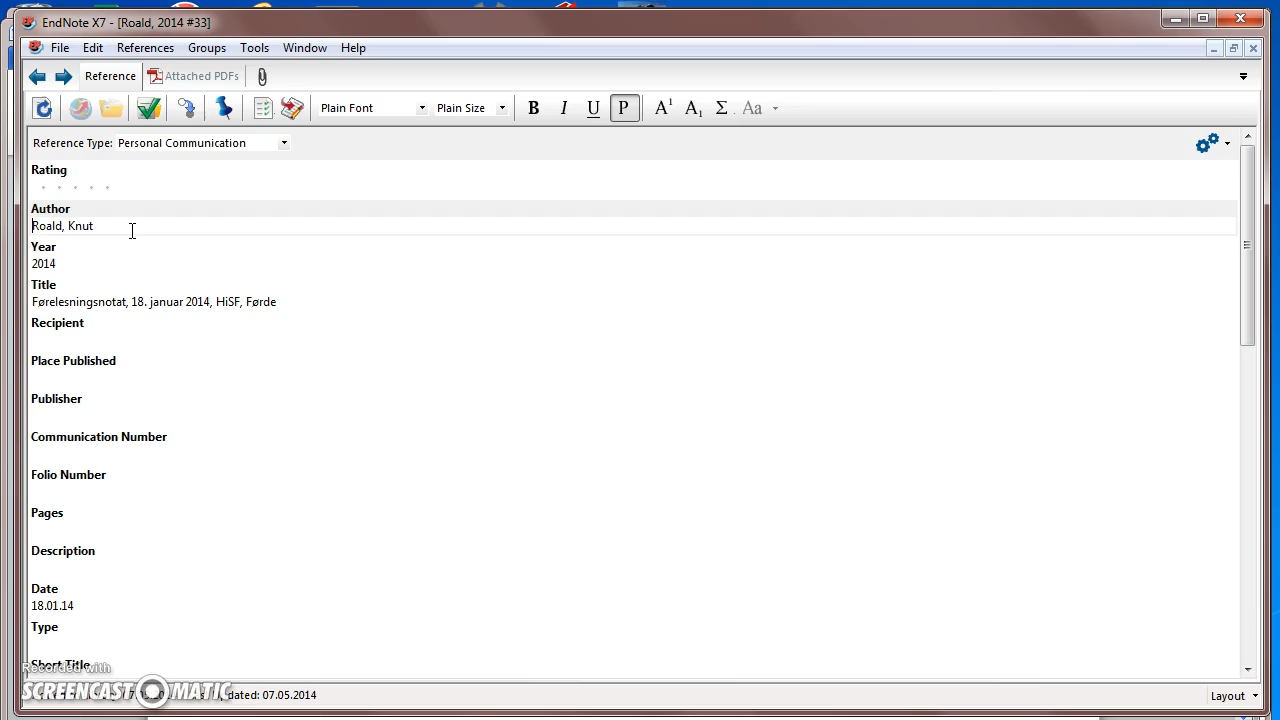 EndNote X7 - [Roald, 2014 #33]
File Edit References Groups Tools Window Help
Reference Attached PDFs
Plain Font Plain Size B I U P A1 A1 Σ Aa
Reference Type: Personal Communication
Rating
Author
Roald, Knut
Year
2014
Title
Førelesningsnotat, 18. januar 2014, HiSF, Førde
Recipient
Place Published
Publisher
Communication Number
Folio Number
Pages
Description
Date
18.01.14
Type
Short Title
Recorded with
SCREENCAST MATIC
dated: 07.05.2014
Layout